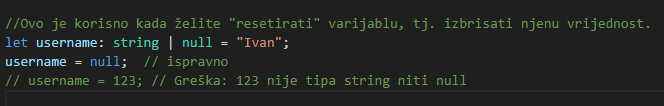 //Ovo je korisno kada želite "resetirati" varijablu, tj. izbrisati njenu vrijednost.
let username: string | null = "Ivan";
username = null;  // ispravno
// username = 123; // Greška: 123 nije tipa string niti null